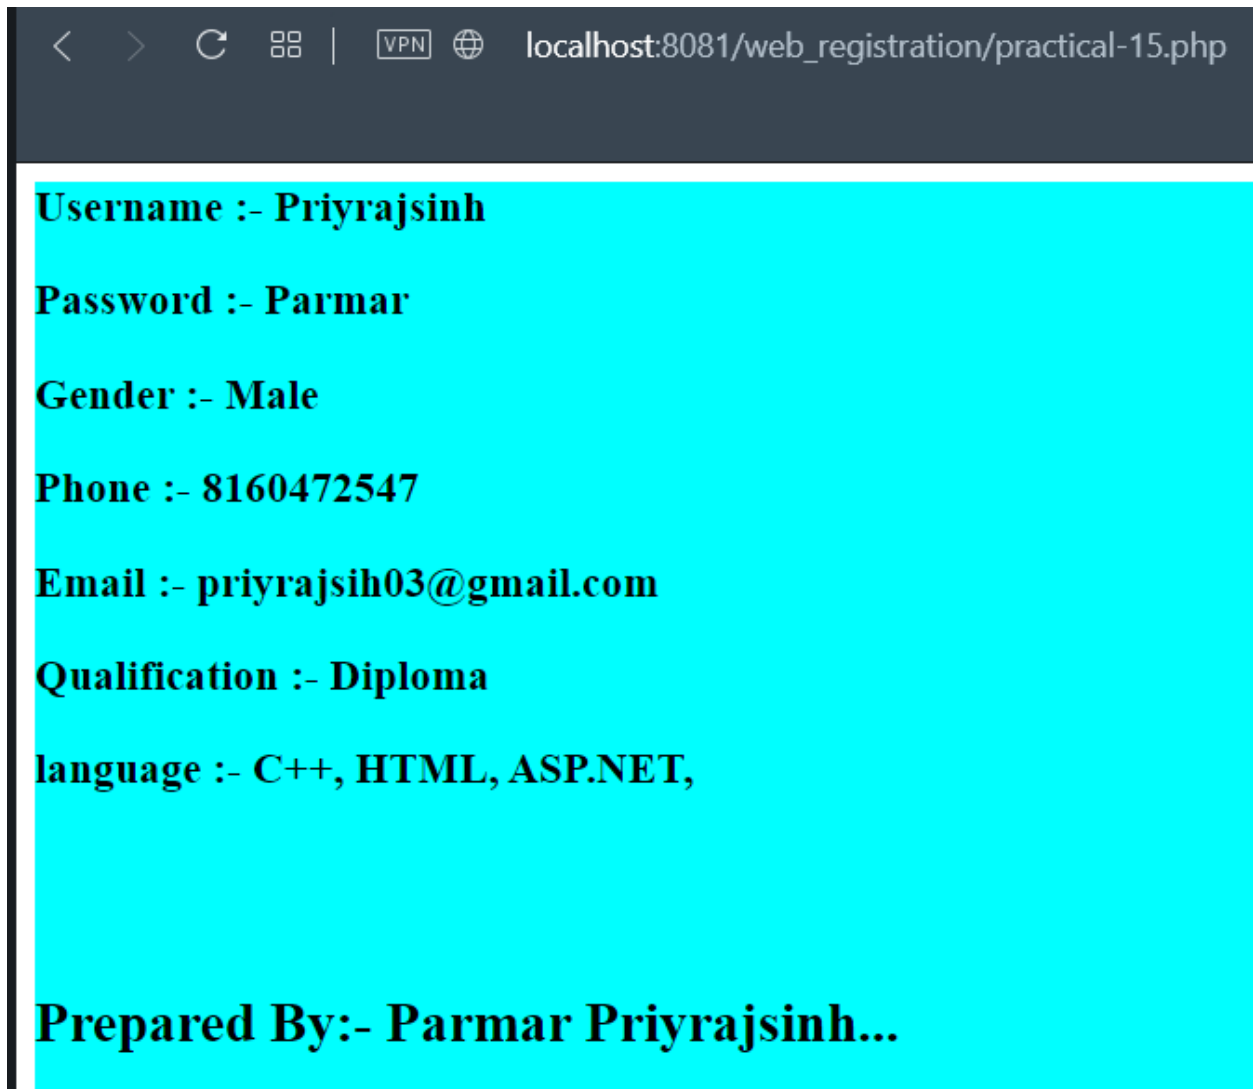 VPN localhost:8081/web_registration/practical-15.php
Username :- Priyrajsinh
Password :- Parmar
Gender :- Male
Phone :- 8160472547
Email :- priyrajsih03@gmail.com
Qualification :- Diploma
language :- C++, HTML, ASP.NET,
Prepared By:- Parmar Priyrajsinh...